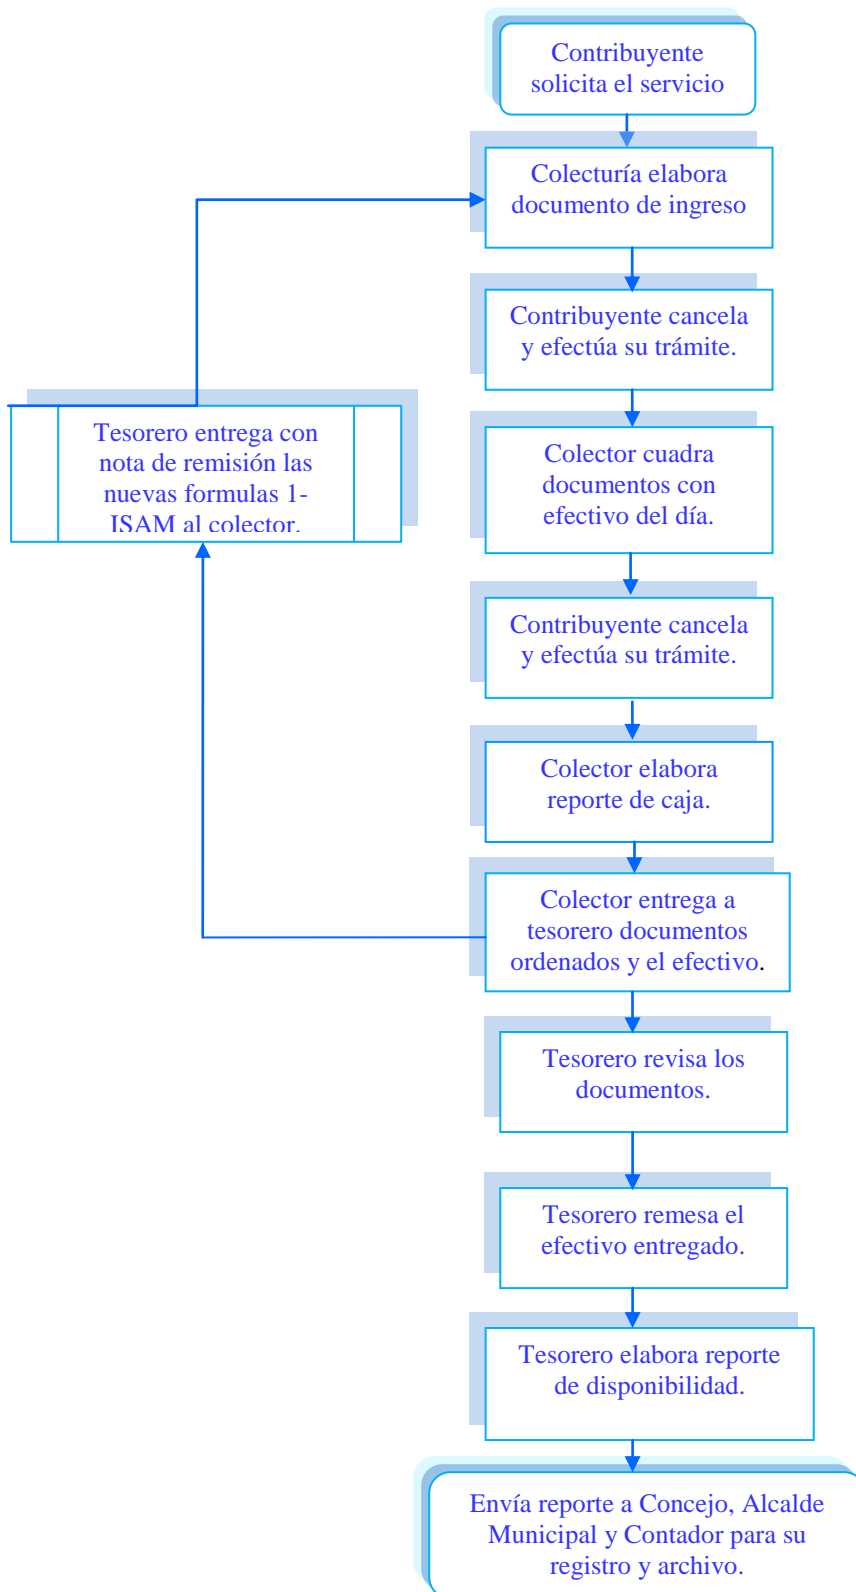 Contribuyente
solicita el servicio
Colecturía elabora
documento de ingreso
Contribuyente cancela
y efectúa su trámite.
Colector cuadra
documentos con
efectivo del día.
Contribuyente cancela
y efectúa su trámite.
Colector elabora
reporte de caja.
Colector entrega a
tesorero documentos
ordenados y el efectivo.
Tesorero entrega con
nota de remisión las
nuevas formulas 1-
ISAM al colector.
Tesorero revisa los
documentos.
Tesorero remesa el
efectivo entregado.
Tesorero elabora reporte
de disponibilidad.
Envía reporte a Concejo, Alcalde
Municipal y Contador para su
registro y archivo.